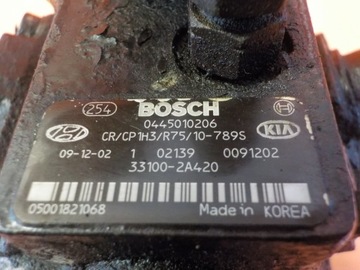 254 BOSCH
0445010206
CR/CP1H3/R75/10-789S
KIA
09-12-02 1 02139 0091202
33100-2A420
05001821068
Made in KOREA